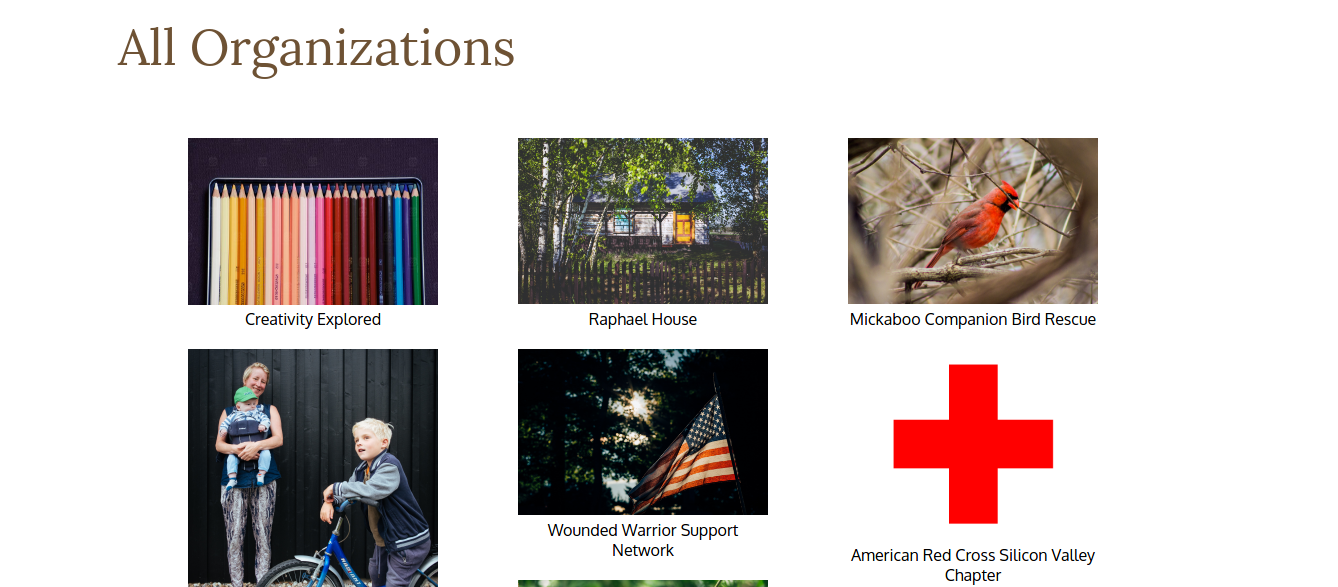 All Organizations
Creativity Explored
Raphael House
Mickaboo Companion Bird Rescue
Wounded Warrior Support
Network
American Red Cross Silicon Valley
Chapter